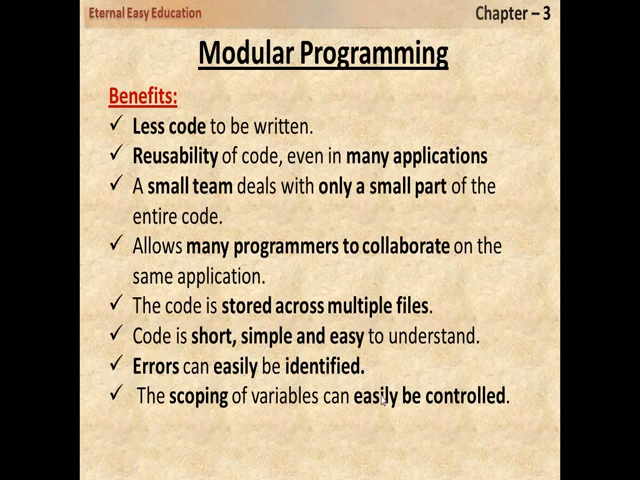 Eternal Easy Education
Chapter – 3
Modular Programming
Benefits:
✓ Less code to be written.
✓ Reusability of code, even in many applications
✓ A small team deals with only a small part of the
entire code.
✓ Allows many programmers to collaborate on the
same application.
✓ The code is stored across multiple files.
✓ Code is short, simple and easy to understand.
✓ Errors can easily be identified.
✓ The scoping of variables can easily be controlled.